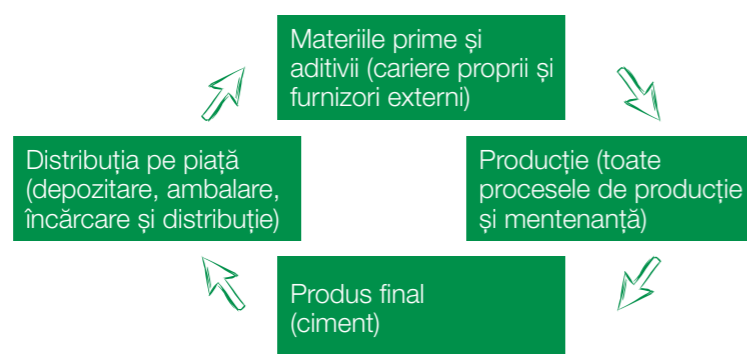 Materiile prime și
aditivii (cariere proprii și
furnizori externi)
Distribuția pe piață
(depozitare, ambalare,
încărcare și distribuție)
Producție (toate
procesele de producție
și mentenanță)
Produs final
(ciment)